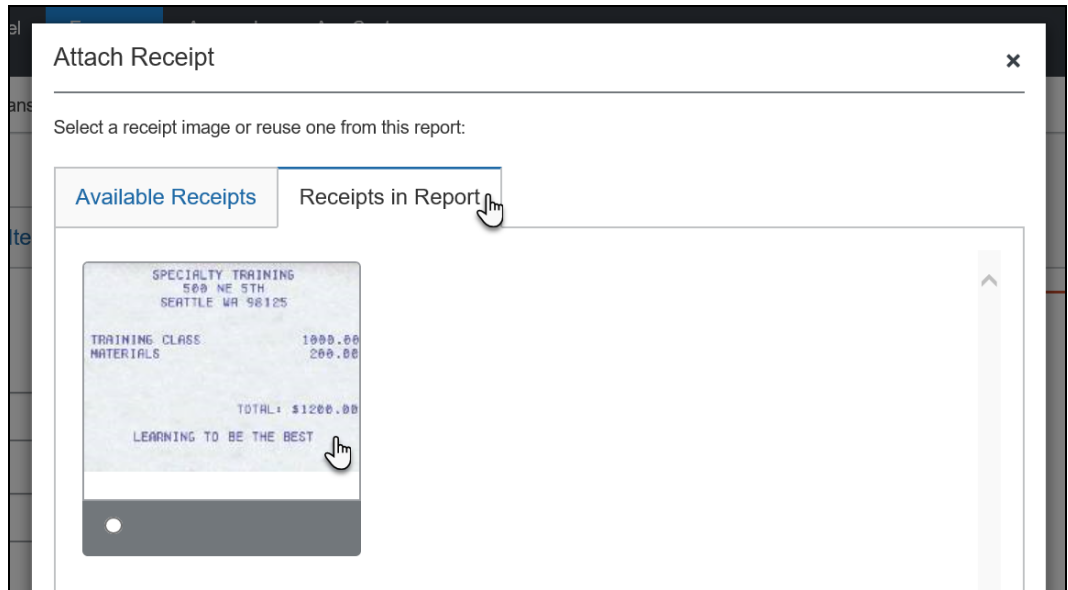 Attach Receipt
×
Select a receipt image or reuse one from this report:
Available Receipts
Receipts in Report
SPECIALTY TRAINING
500 NE 5TH
SEATTLE WA 98125
TRAINING CLASS 1000.00
MATERIALS 200.00
TOTAL: $1200.00
LEARNING TO BE THE BEST